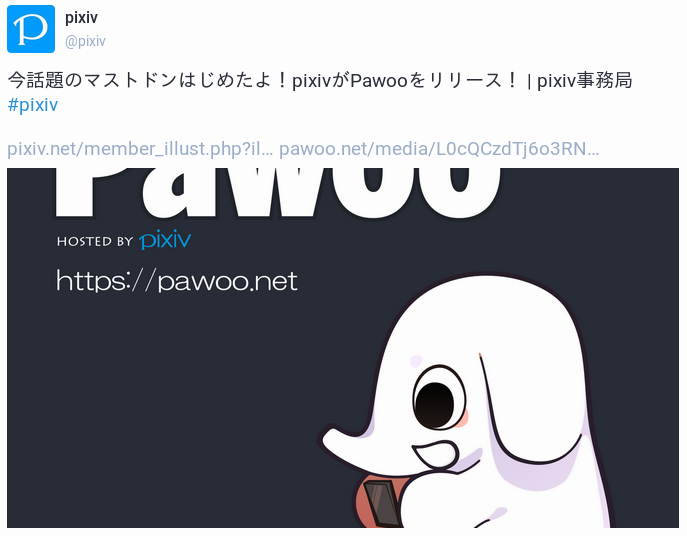 pixiv
@pixiv
今話題のマストドンはじめたよ！pixivがPawooをリリース！ | pixiv事務局
#pixiv
pixiv.net/member_illust.php?il… pawoo.net/media/L0cQCzdTj6o3RN…
Pawoo
HOSTED BY pixiv
https://pawoo.net